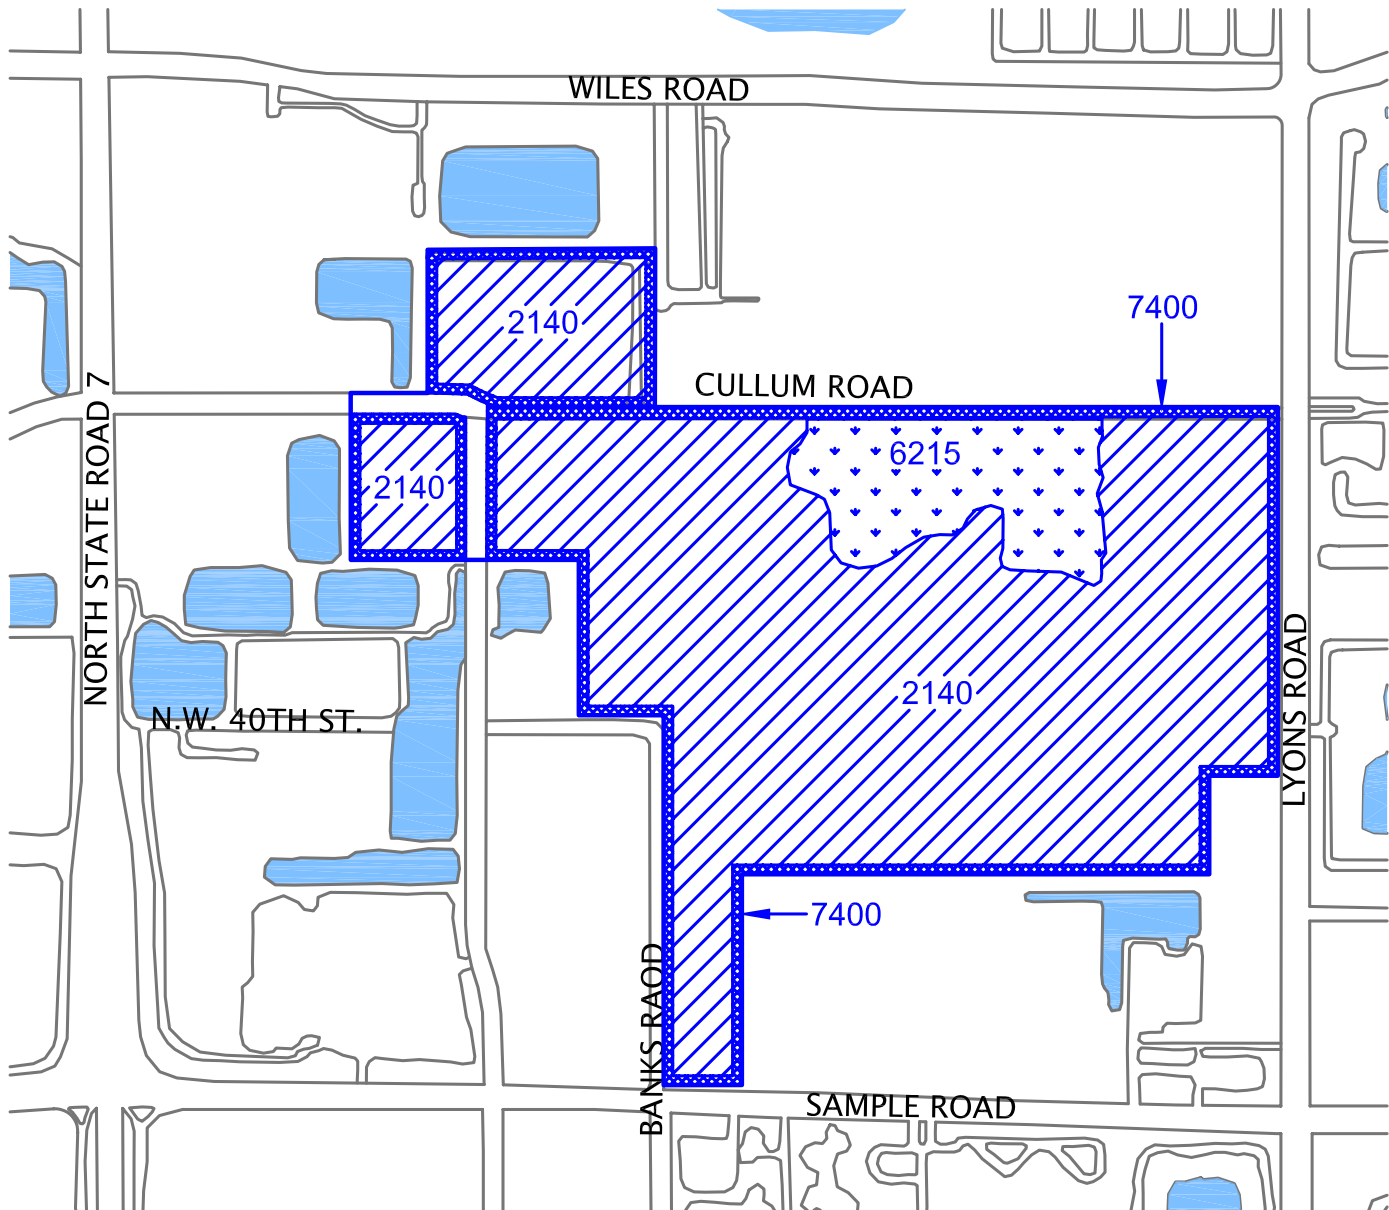 WILES ROAD
2140
7400
CULLUM ROAD
6215
2140
NORTH STATE ROAD 7
2140
LYONS ROAD
N.W. 40TH ST.
7400
BANKS RAOD
SAMPLE ROAD